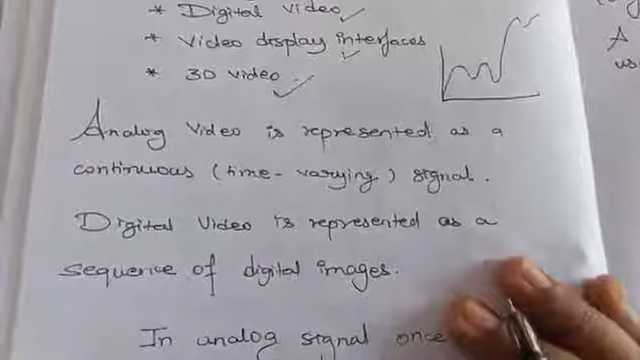 * Digital Video
* Video display interfaces
* 3D video
Analog Video is represented as a
continuous (time-varying) signal.
Digital Video is represented as a
sequence of digital images.
In analog signal once
A
us